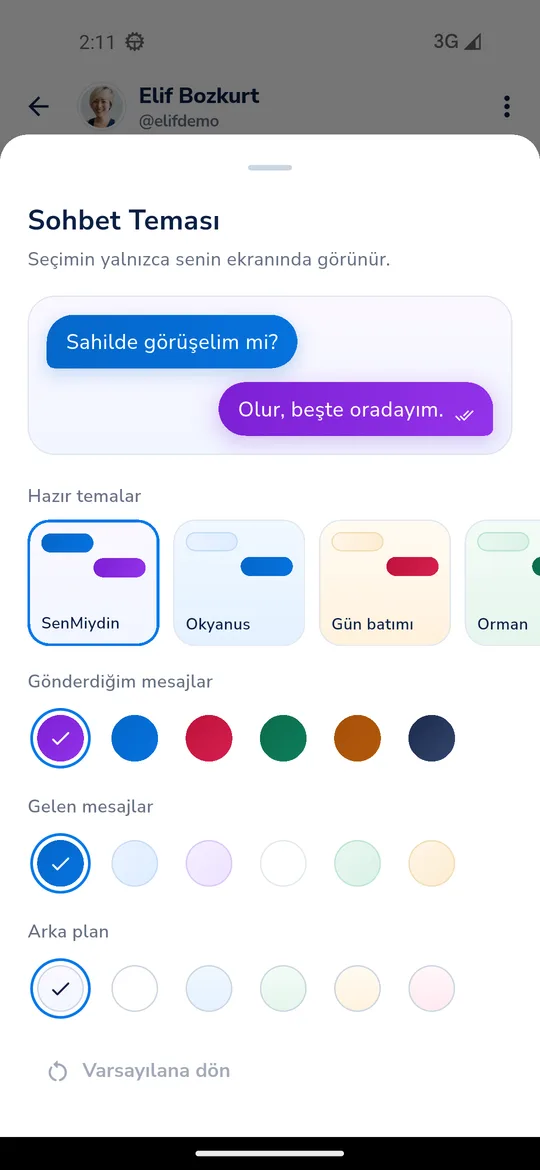 2:11
3G
Elif Bozkurt
@elifdemo
Sohbet Teması
Seçimin yalnızca senin ekranında görünür.
Sahilde görüşelim mi?
Olur, beşte oradayım.
Hazır temalar
SenMiydin
Okyanus
Gün batımı
Orman
Gönderdiğim mesajlar
Gelen mesajlar
Arka plan
Varsayılana dön